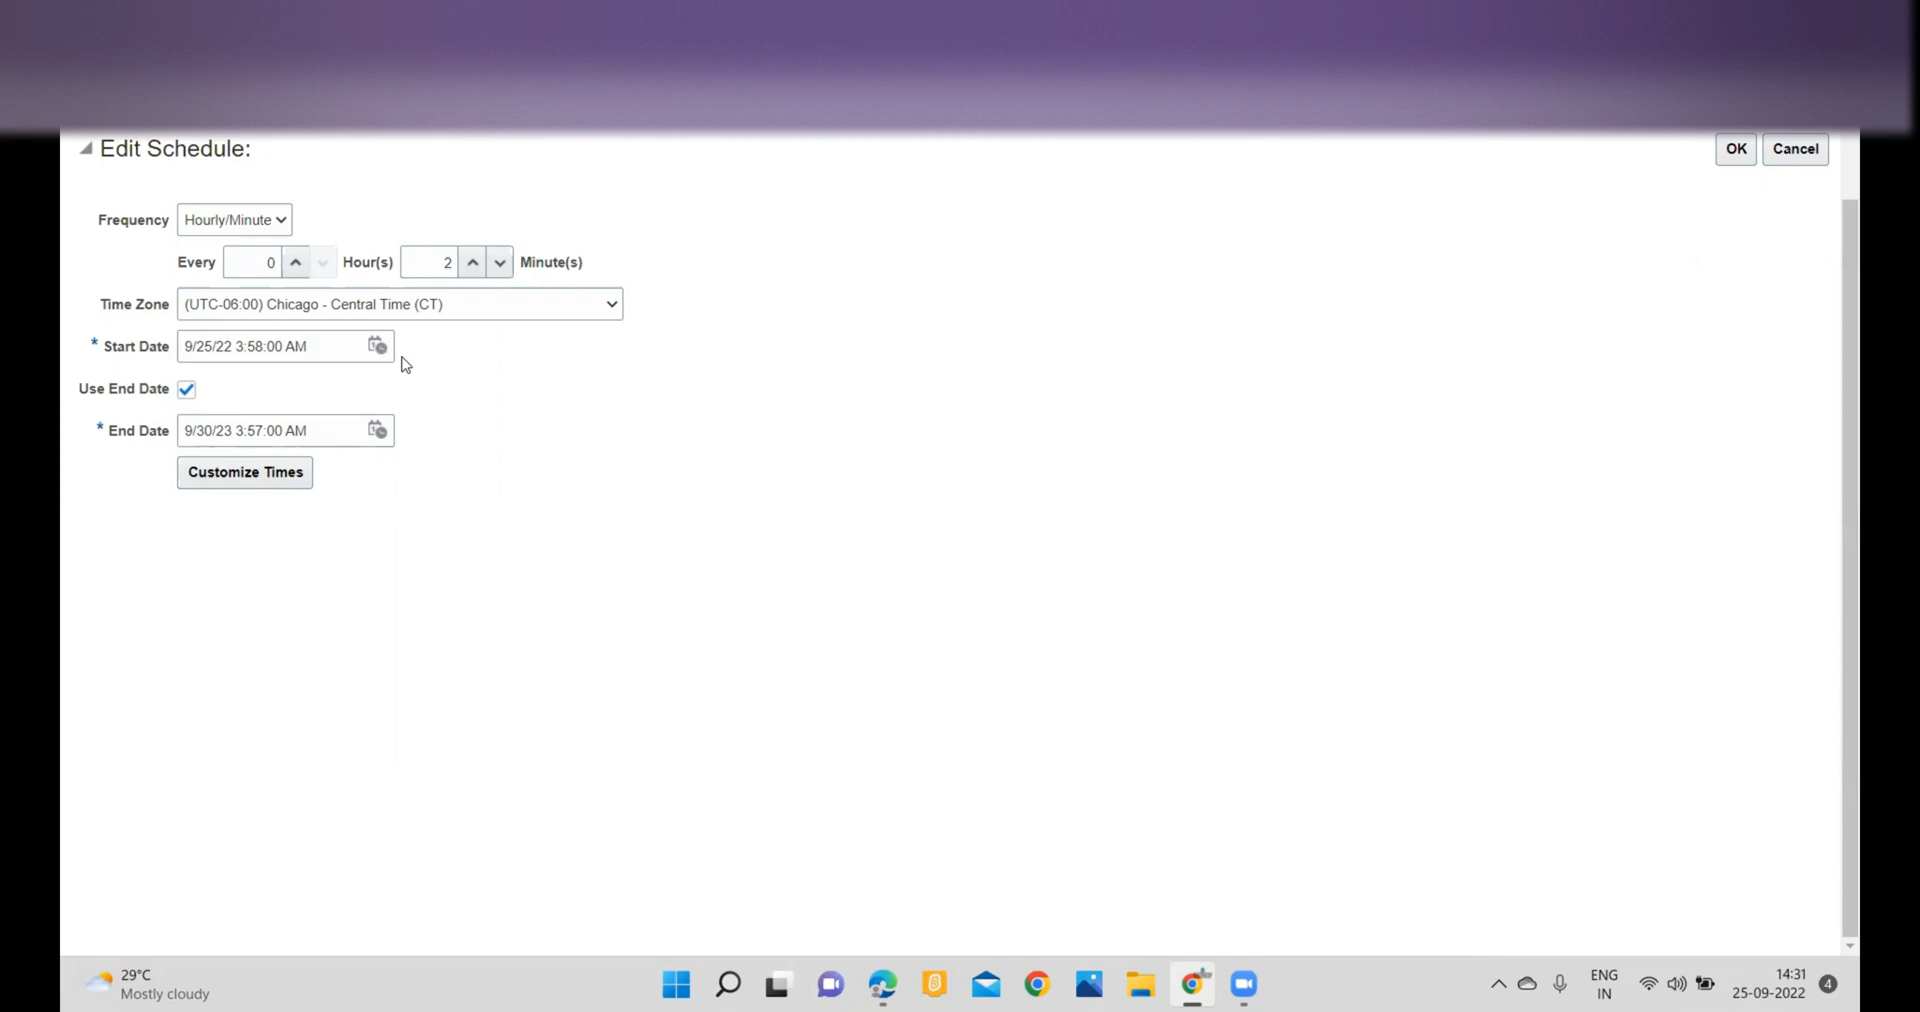 Edit Schedule:
OK Cancel
Frequency Hourly/Minute
Every 0 Hour(s) 2 Minute(s)
Time Zone (UTC-06:00) Chicago - Central Time (CT)
* Start Date 9/25/22 3:58:00 AM
Use End Date
* End Date 9/30/23 3:57:00 AM
Customize Times
29°C
Mostly cloudy
ENG
IN
14:31
25-09-2022
4